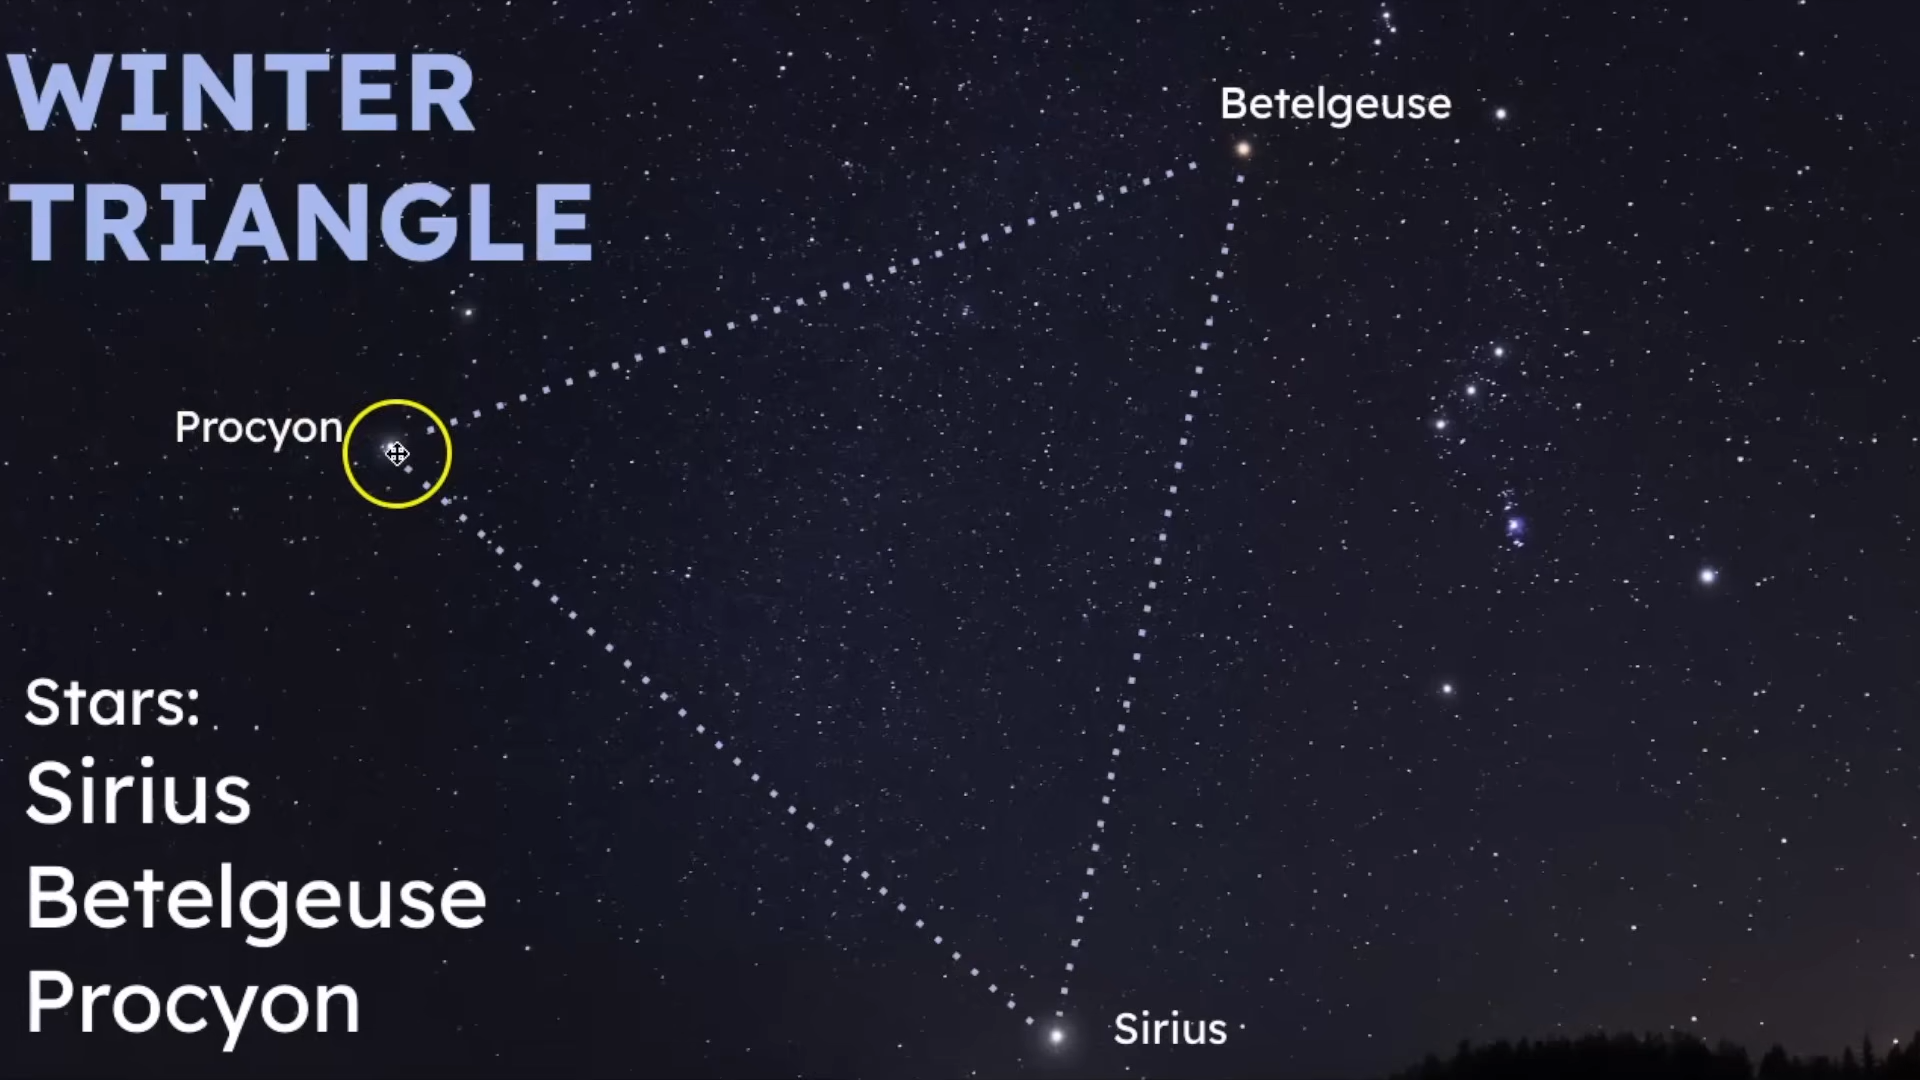 WINTER
TRIANGLE
Betelgeuse
Procyon
Stars:
Sirius
Betelgeuse
Procyon
Sirius